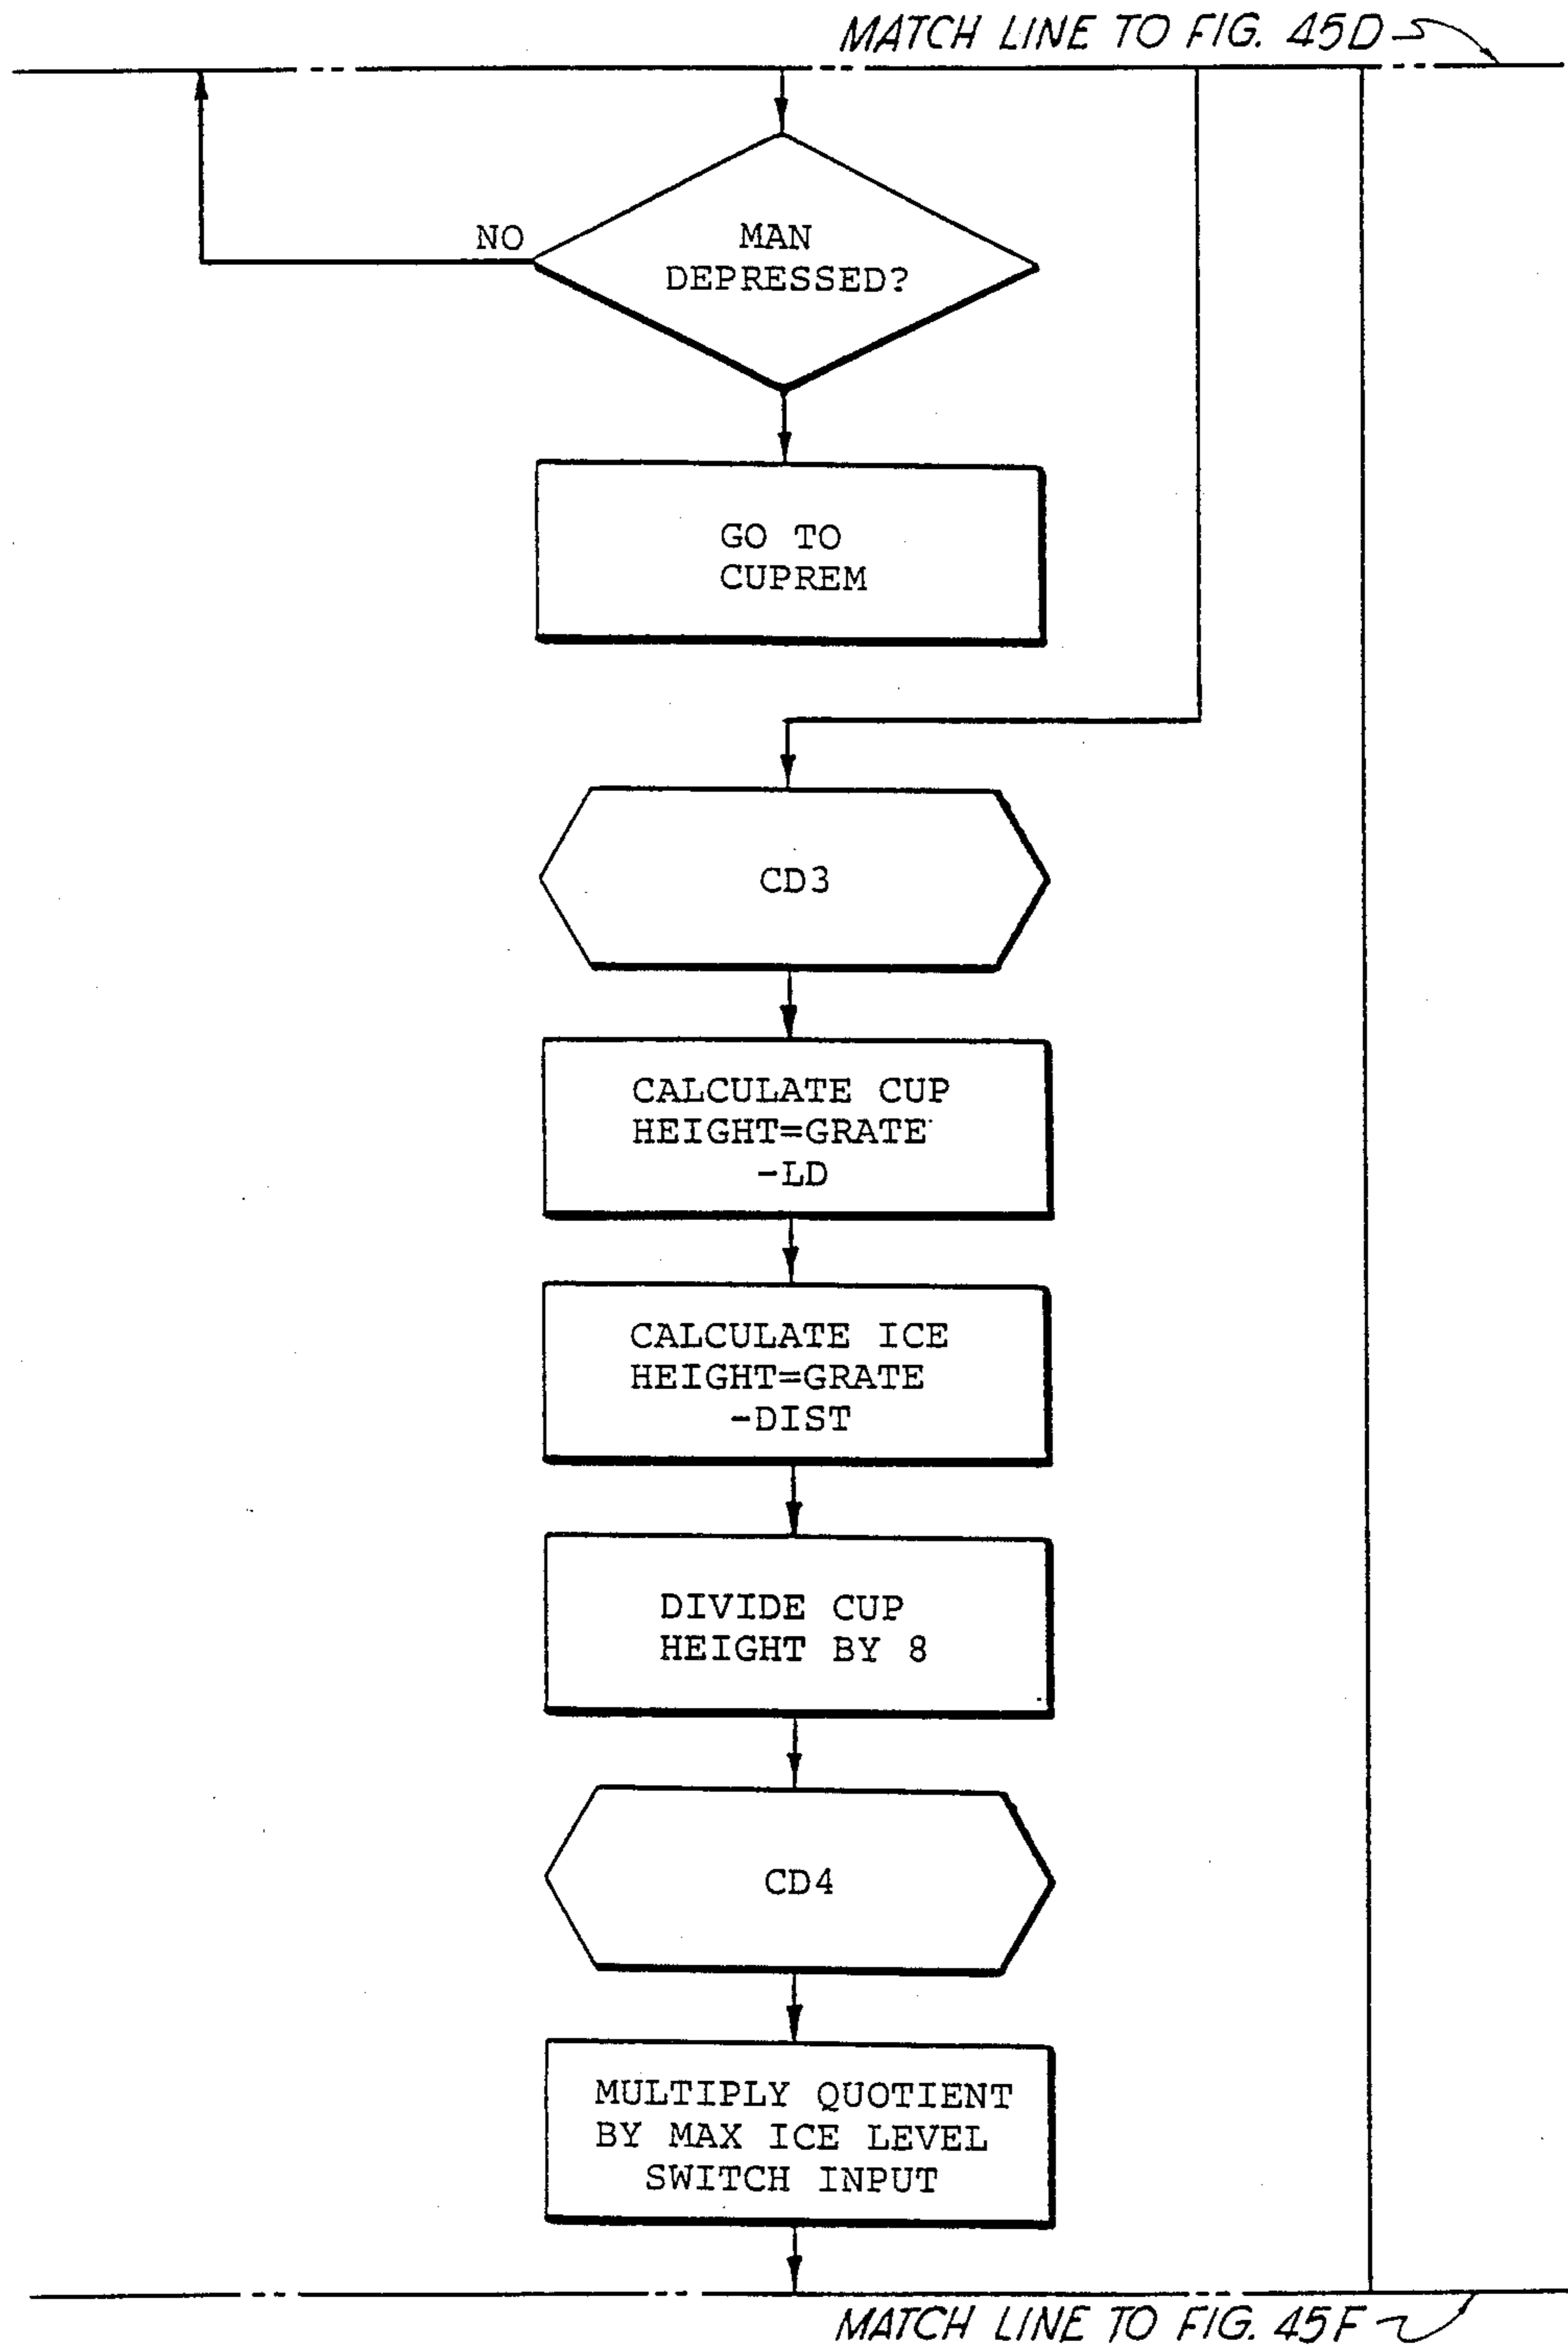 MATCH LINE TO FIG. 45D
NO
MAN
DEPRESSED?
GO TO
CUPREM
CD3
CALCULATE CUP
HEIGHT=GRATE
-LD
CALCULATE ICE
HEIGHT=GRATE
-DIST
DIVIDE CUP
HEIGHT BY 8
CD4
MULTIPLY QUOTIENT
BY MAX ICE LEVEL
SWITCH INPUT
MATCH LINE TO FIG. 45F